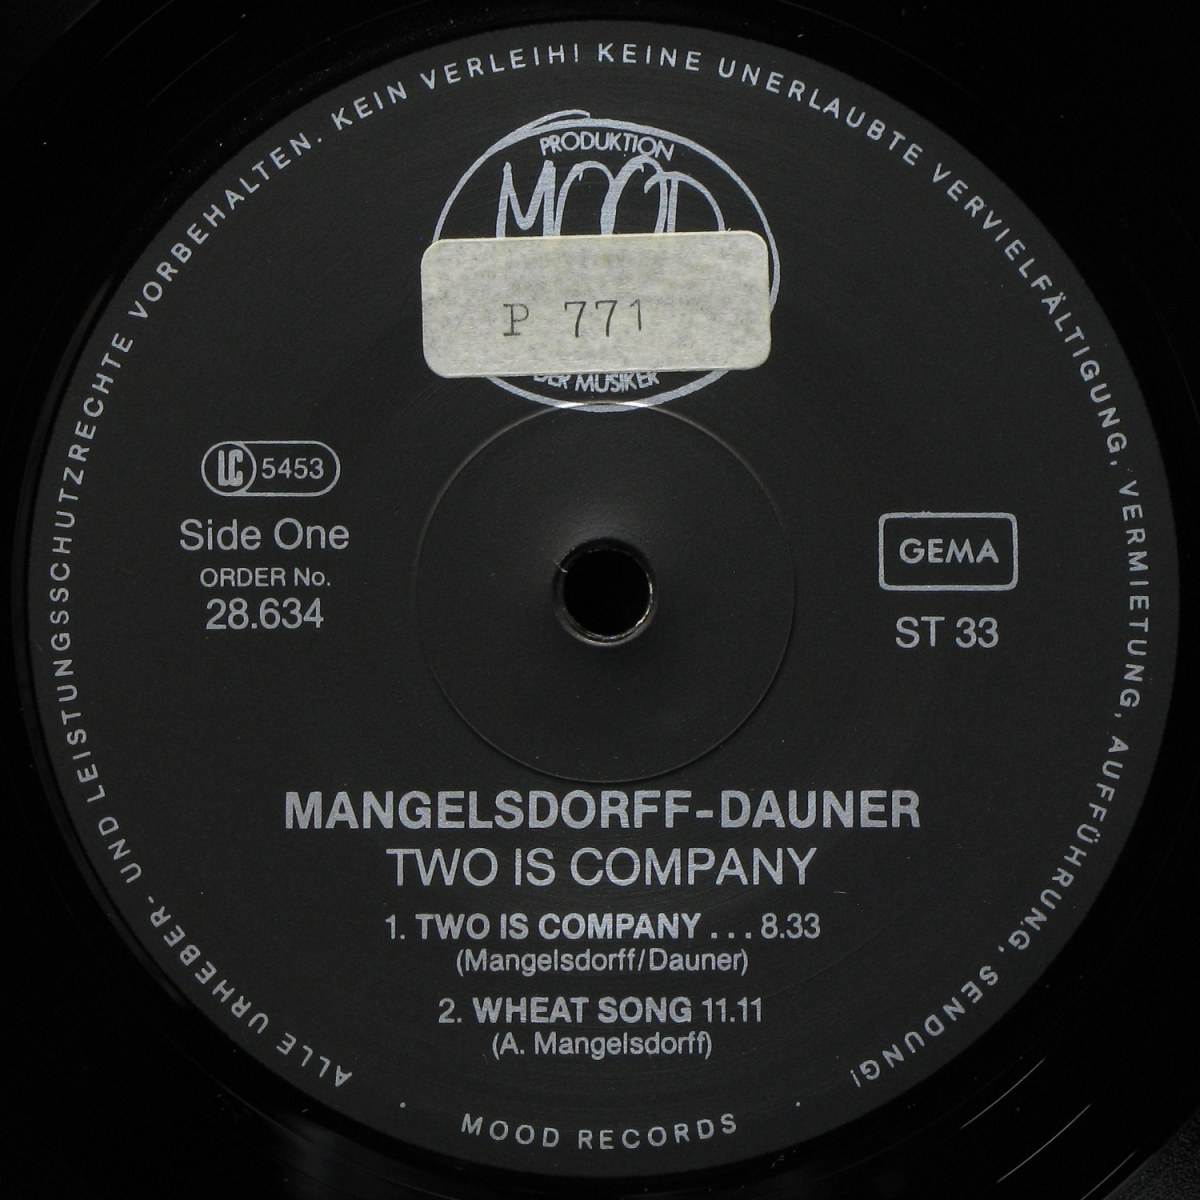 ALLE URHEBER- UND LEISTUNGSSCHUTZRECHTE VORBEHALTEN. KEIN VERLEIH! KEINE UNERLAUBTE VERVIELFÄLTIGUNG, VERMIETUNG, AUFFÜHRUNG, SENDUNG!
PRODUKTION
MOOD
P 771
DER MUSIKER
LC 5453
Side One
ORDER No.
28.634
GEMA
ST 33
MANGELSDORFF-DAUNER
TWO IS COMPANY
1. TWO IS COMPANY ... 8.33
(Mangelsdorff/Dauner)
2. WHEAT SONG 11.11
(A. Mangelsdorff)
· MOOD RECORDS ·